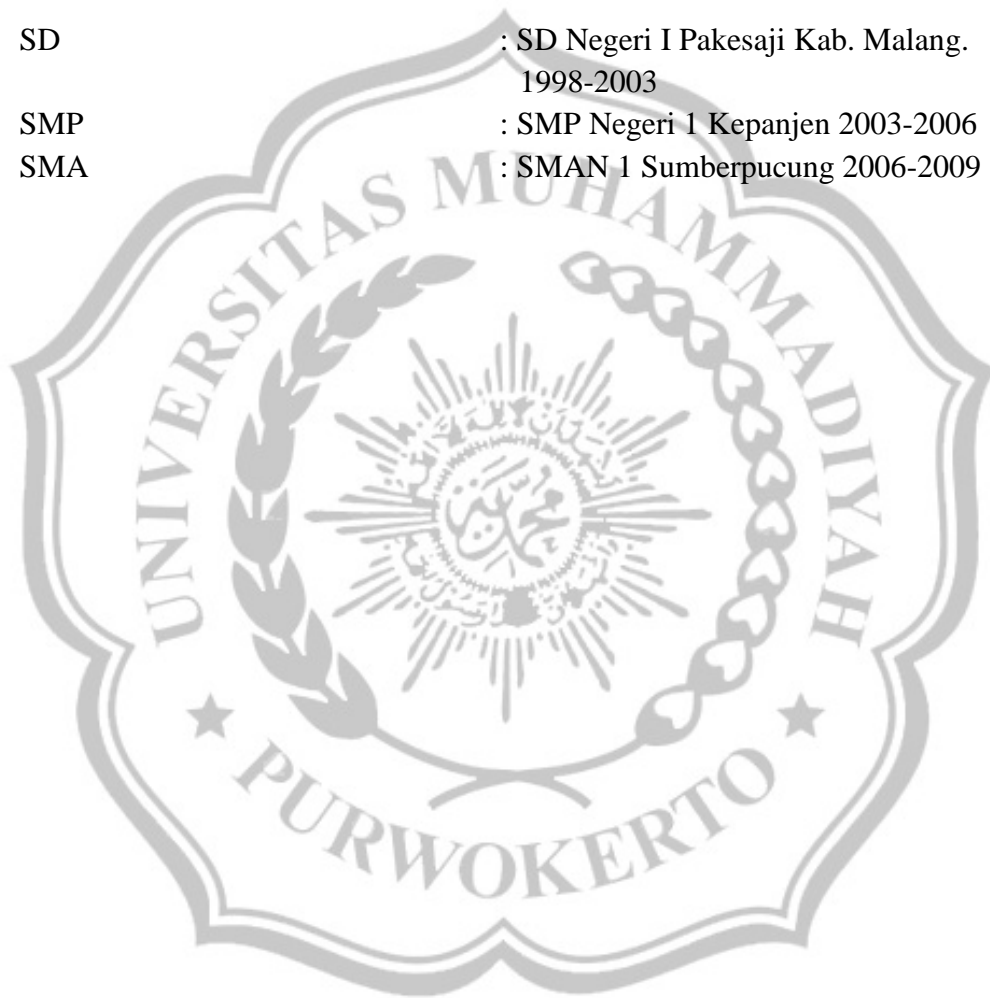 SD : SD Negeri I Pakesaji Kab. Malang.
1998-2003
SMP : SMP Negeri 1 Kepanjen 2003-2006
SMA : SMAN 1 Sumberpucung 2006-2009
UNIVERSITAS MUHAMMADIYAH
PURWOKERTO